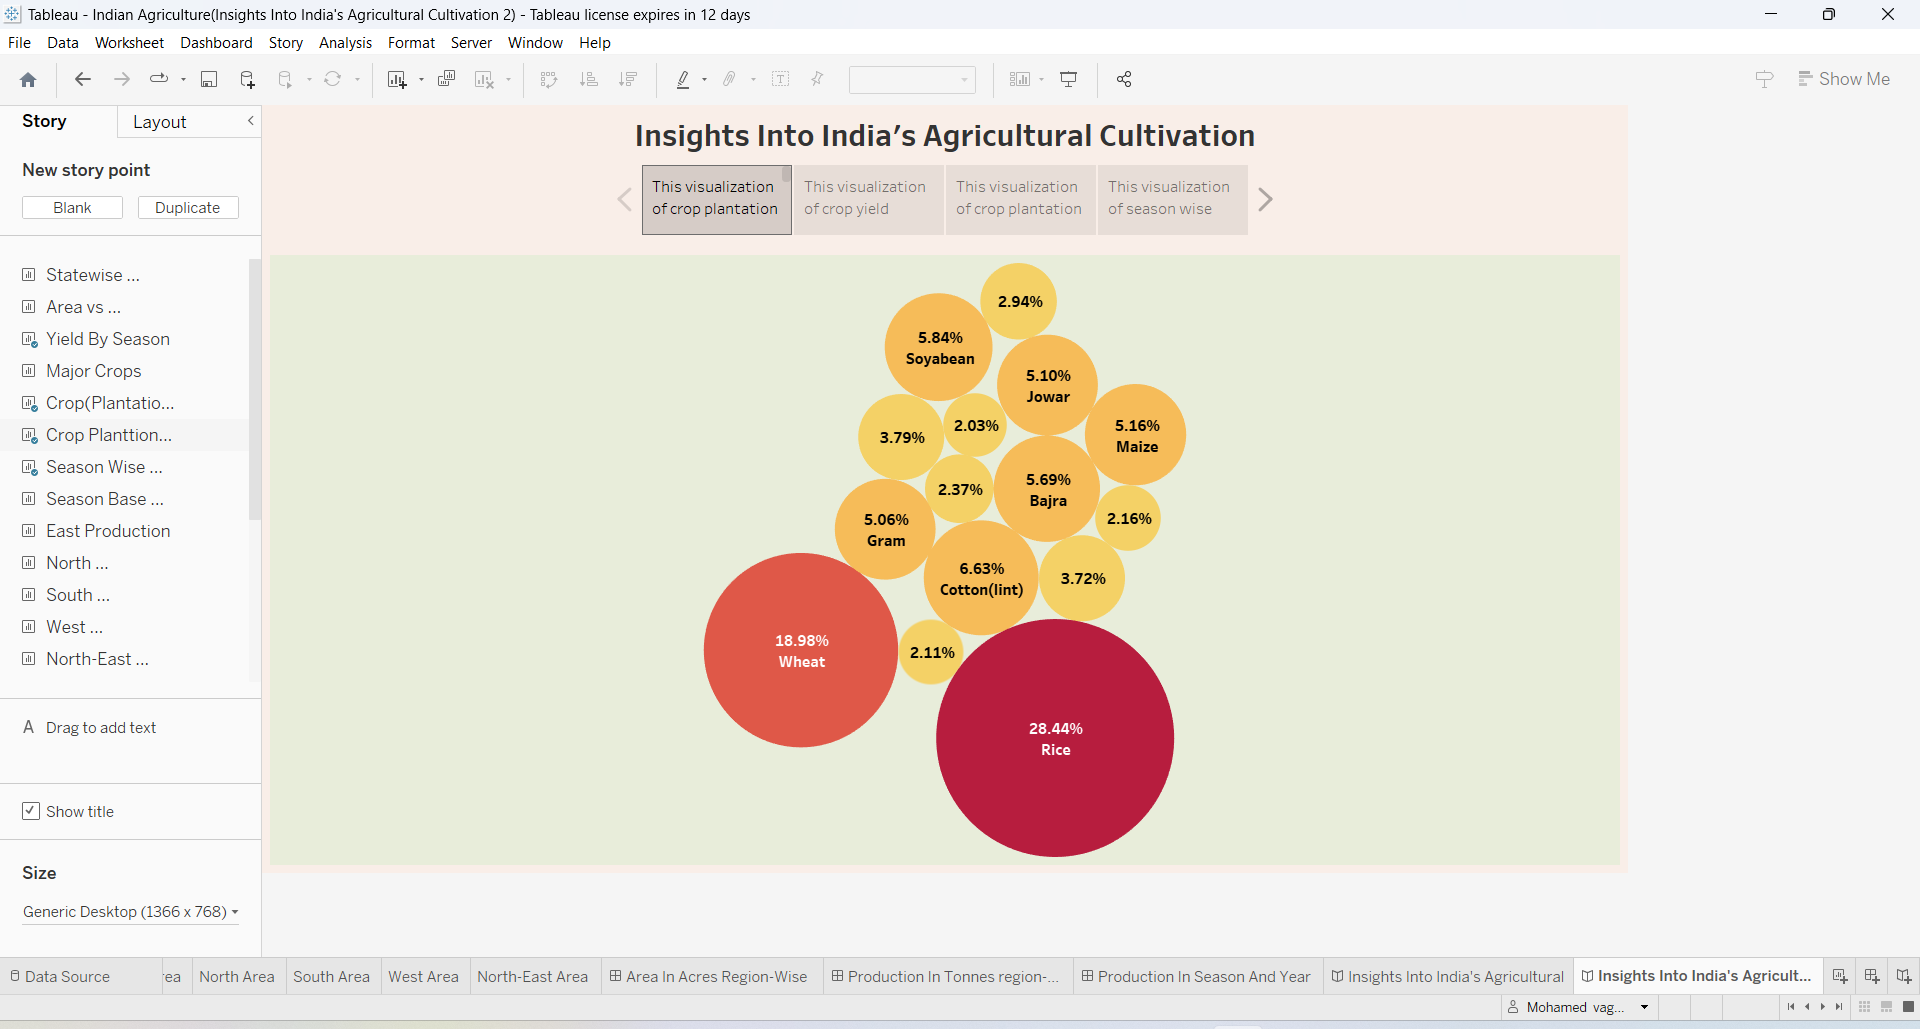 Tableau - Indian Agriculture(Insights Into India's Agricultural Cultivation 2) - Tableau license expires in 12 days
File Data Worksheet Dashboard Story Analysis Format Server Window Help
Show Me
Story
Layout
New story point
Blank
Duplicate
Statewise ...
Area vs ...
Yield By Season
Major Crops
Crop(Plantatio...
Crop Planttion...
Season Wise ...
Season Base ...
East Production
North ...
South ...
West ...
North-East ...
A Drag to add text
Show title
Size
Generic Desktop (1366 x 768)
Insights Into India’s Agricultural Cultivation
This visualization
of crop plantation
This visualization
of crop yield
This visualization
of crop plantation
This visualization
of season wise
2.94%
5.84%
Soyabean
5.10%
Jowar
5.16%
Maize
3.79%
2.03%
2.37%
5.69%
Bajra
2.16%
5.06%
Gram
6.63%
Cotton(lint)
3.72%
18.98%
Wheat
2.11%
28.44%
Rice
Data Source
rea
North Area
South Area
West Area
North-East Area
Area In Acres Region-Wise
Production In Tonnes region-...
Production In Season And Year
Insights Into India's Agricultural
Insights Into India's Agricult...
Mohamed vag...